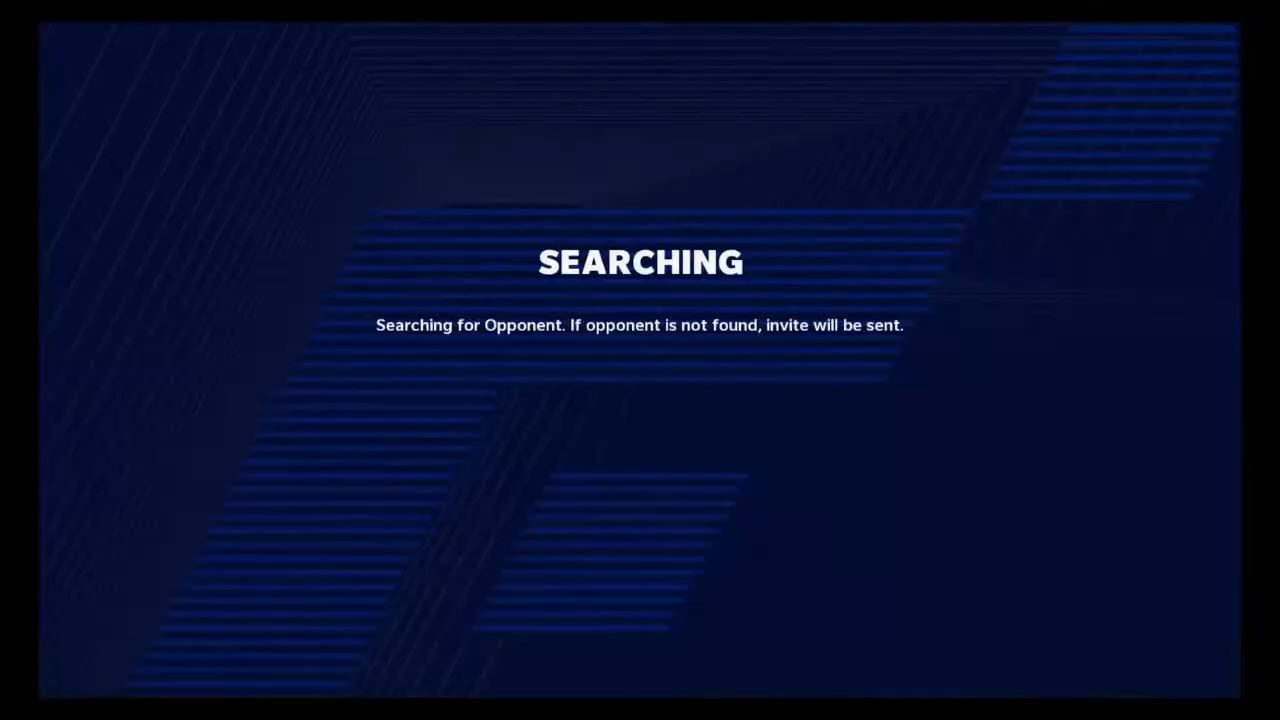 SEARCHING
Searching for Opponent. If opponent is not found, invite will be sent.